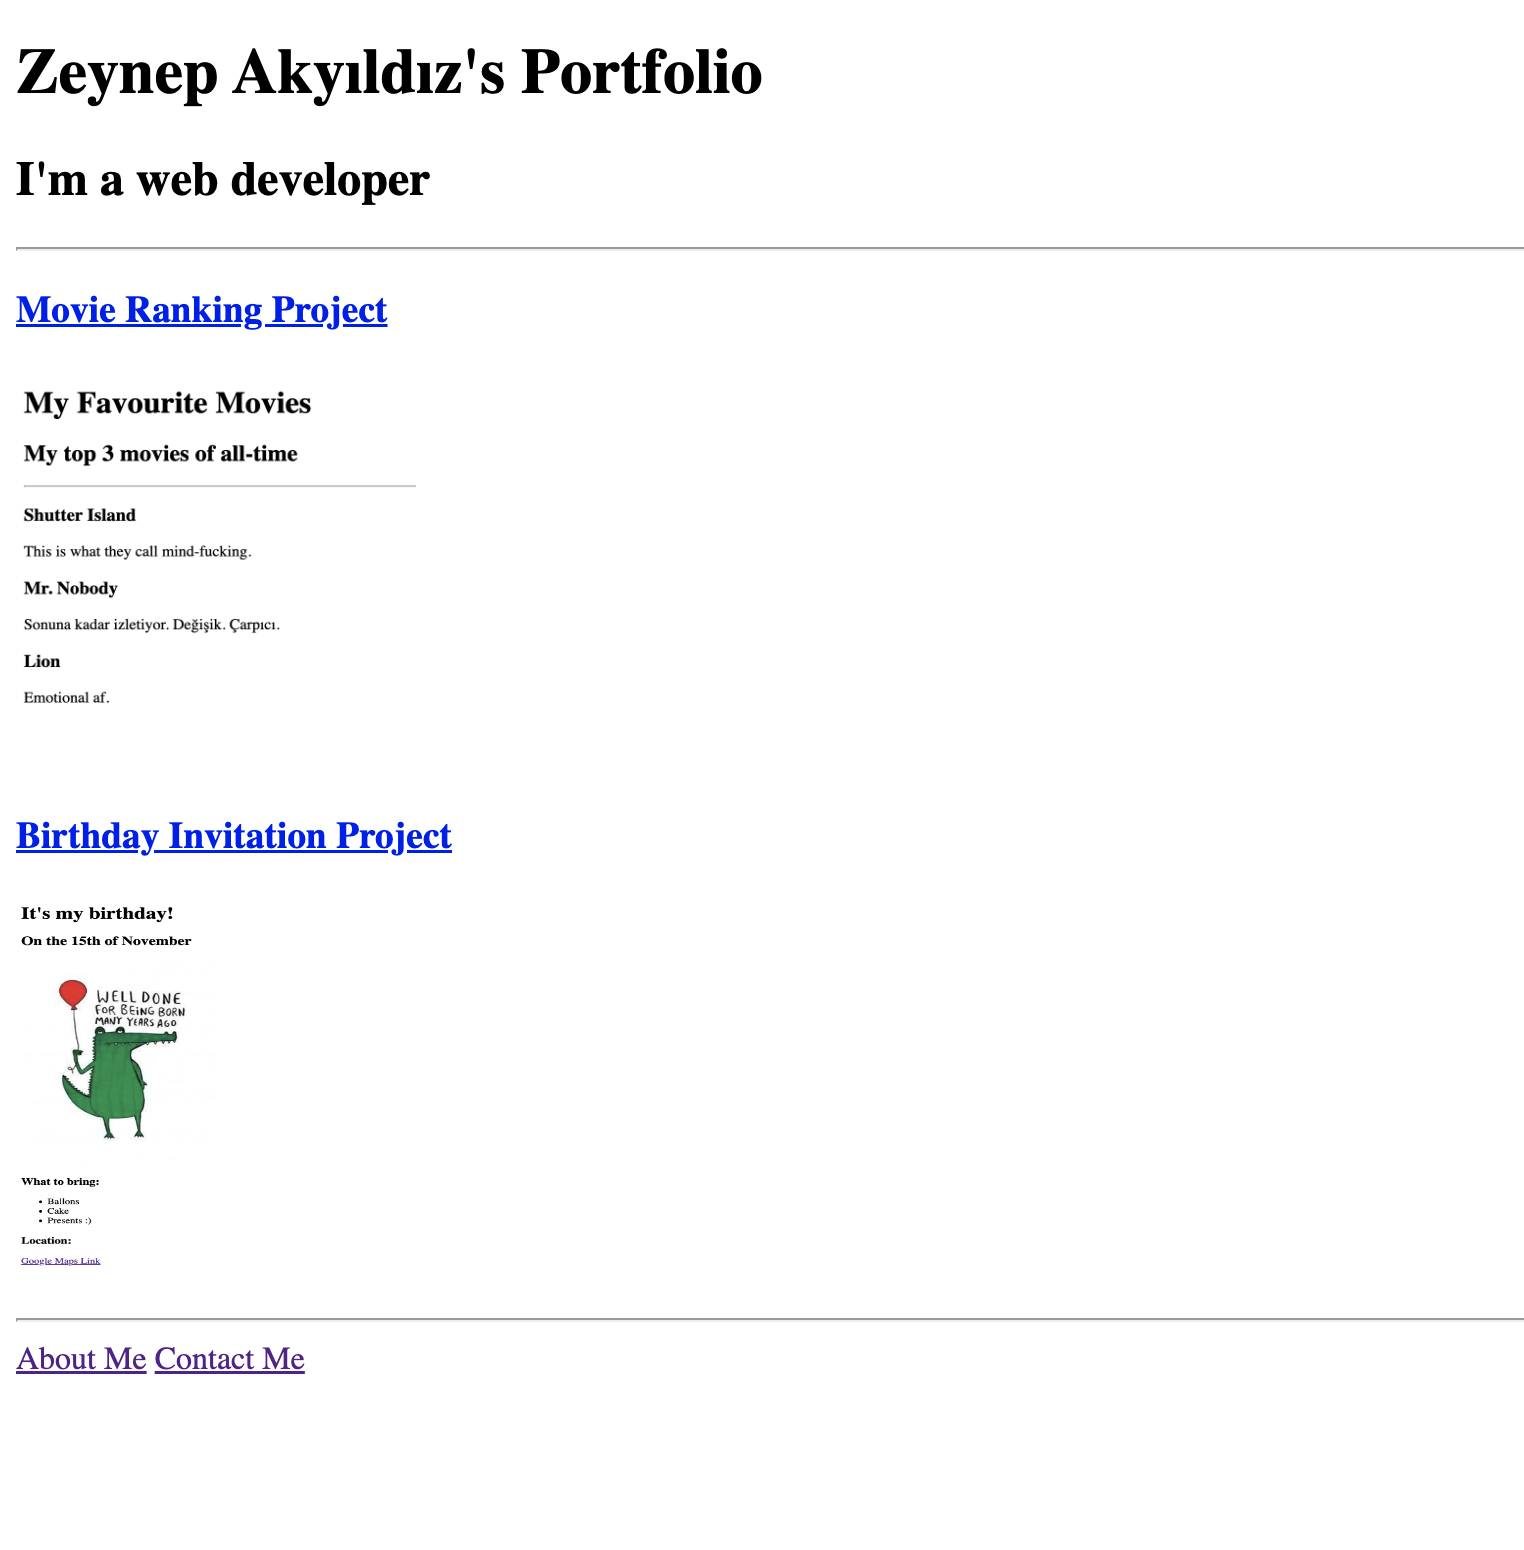 Zeynep Akyıldız's Portfolio
I'm a web developer
Movie Ranking Project
My Favourite Movies
My top 3 movies of all-time
Shutter Island
This is what they call mind-fucking.
Mr. Nobody
Sonuna kadar izletiyor. Değişik. Çarpıcı.
Lion
Emotional af.
Birthday Invitation Project
It's my birthday!
On the 15th of November
WELL DONE
FOR BEiNG BORN
MANY YEARS AGO
What to bring:
• Ballons
• Cake
• Presents :)
Location:
Google Maps Link
About Me Contact Me